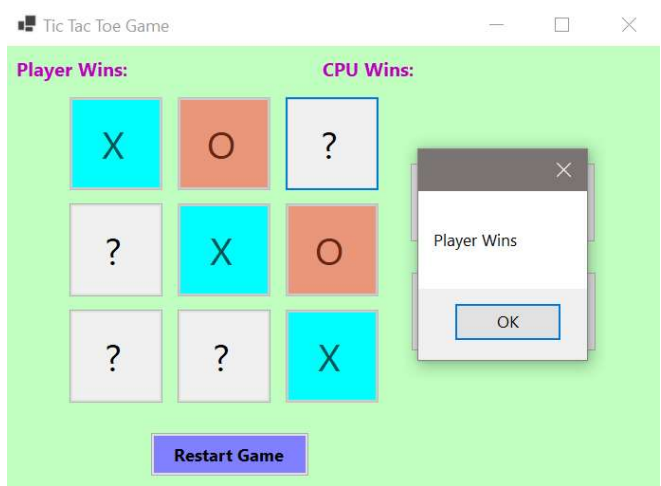 Tic Tac Toe Game
Player Wins: CPU Wins:
X O ?
? X O
? ? X
Player Wins
OK
Restart Game